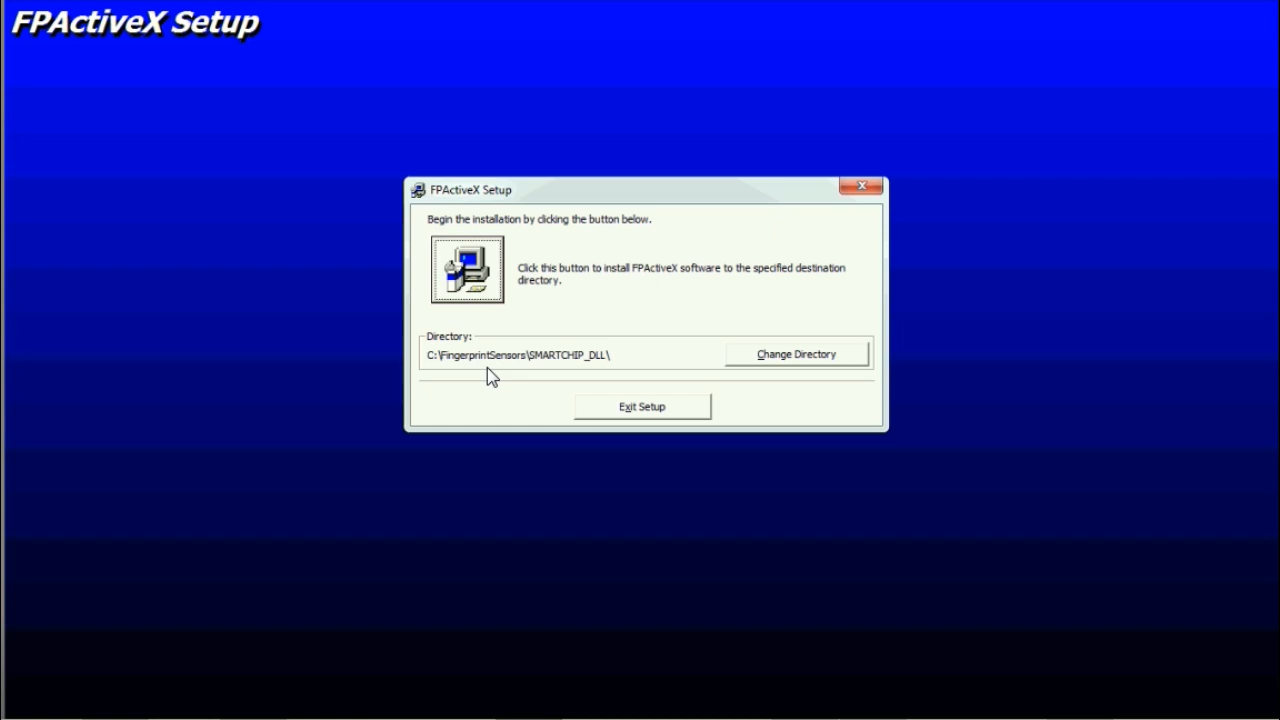 FPActiveX Setup
FPActiveX Setup
Begin the installation by clicking the button below.
Click this button to install FPActiveX software to the specified destination
directory.
Directory:
C:\FingerprintSensors\SMARTCHIP_DLL\
Change Directory
Exit Setup